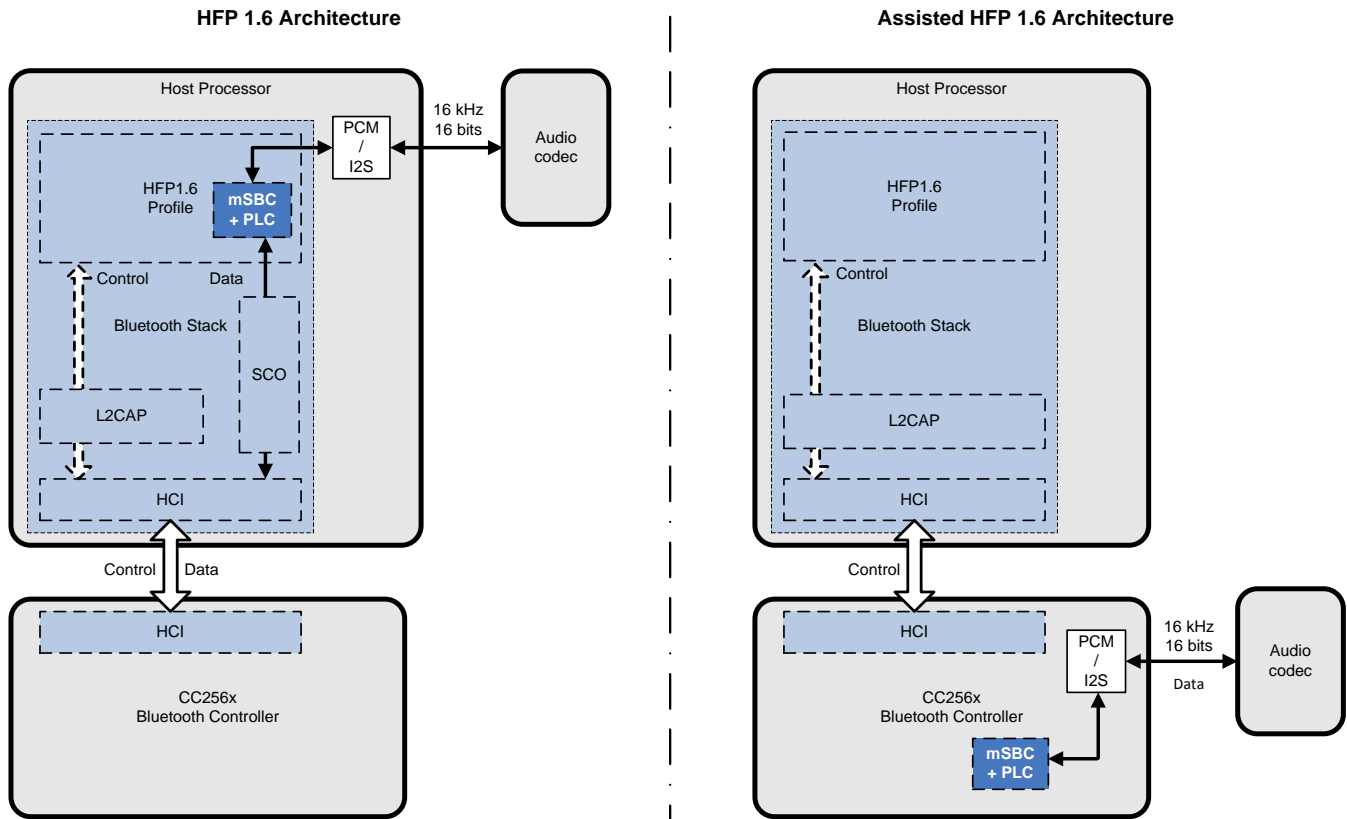 HFP 1.6 Architecture
Host Processor
PCM
/
I2S
16 kHz
16 bits
Audio
codec
HFP1.6
Profile
mSBC
+ PLC
Control
Data
Bluetooth Stack
SCO
L2CAP
HCI
Control
Data
HCI
CC256x
Bluetooth Controller
Assisted HFP 1.6 Architecture
Host Processor
HFP1.6
Profile
Control
Bluetooth Stack
L2CAP
HCI
Control
HCI
PCM
/
I2S
16 kHz
16 bits
Data
Audio
codec
CC256x
Bluetooth Controller
mSBC
+ PLC